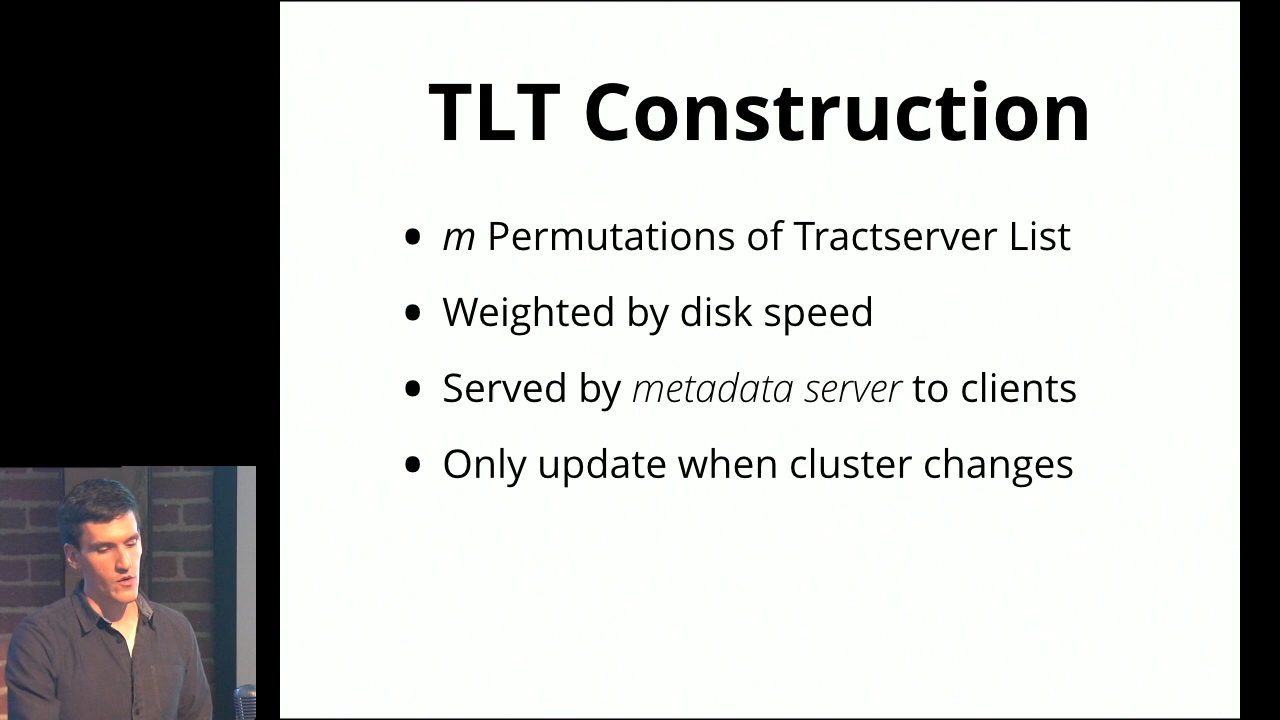 TLT Construction
• m Permutations of Tractserver List
• Weighted by disk speed
• Served by metadata server to clients
• Only update when cluster changes